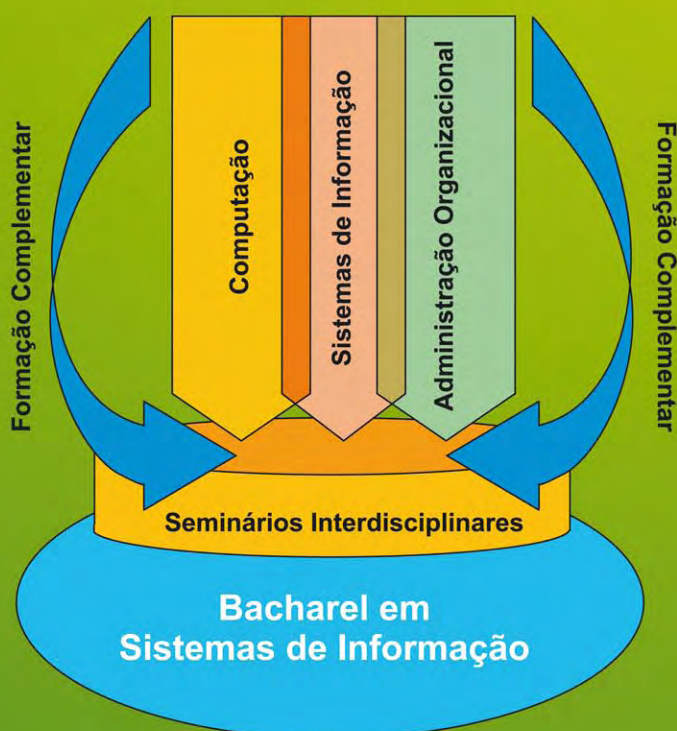 Formação Complementar
Computação
Sistemas de Informação
Administração Organizacional
Formação Complementar
Seminários Interdisciplinares
Bacharel em
Sistemas de Informação